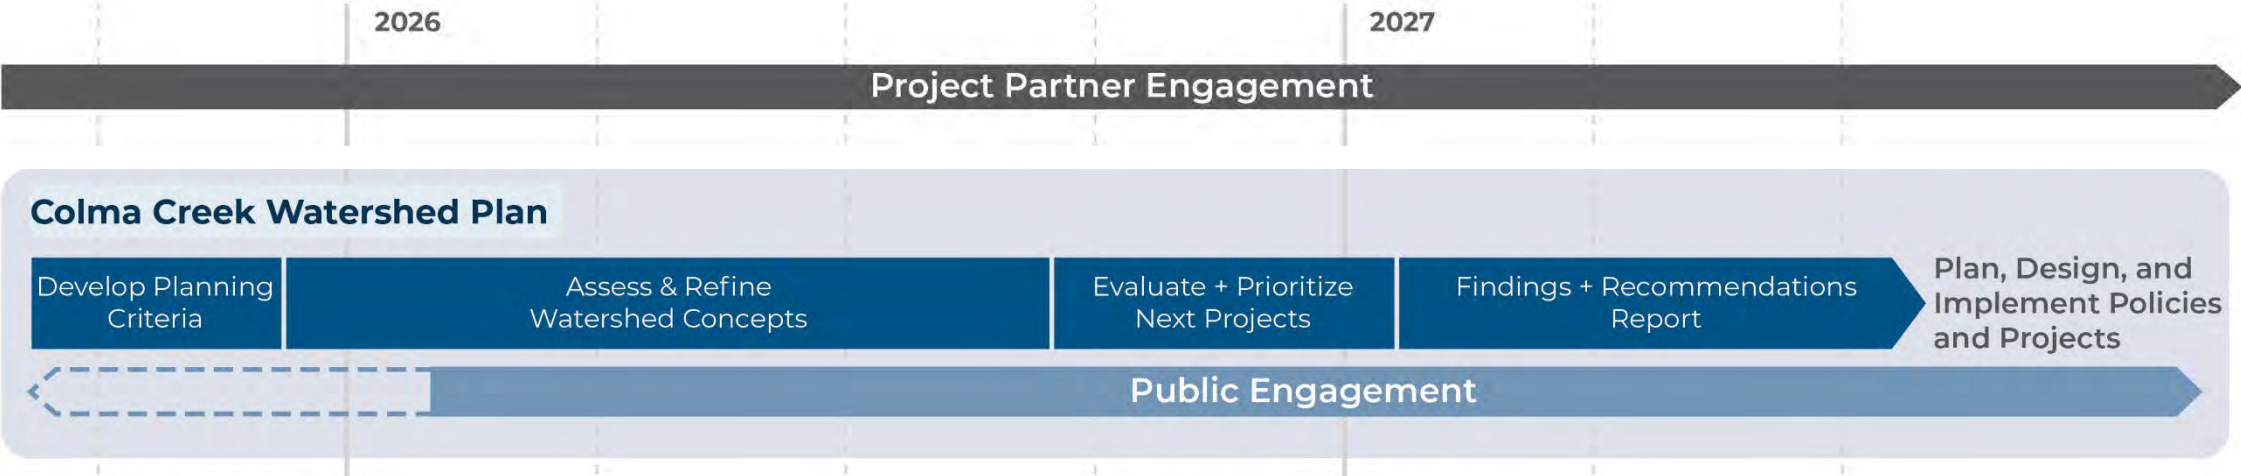 2026
2027
Project Partner Engagement
Colma Creek Watershed Plan
Develop Planning
Criteria
Assess & Refine
Watershed Concepts
Evaluate + Prioritize
Next Projects
Findings + Recommendations
Report
Plan, Design, and
Implement Policies
and Projects
Public Engagement